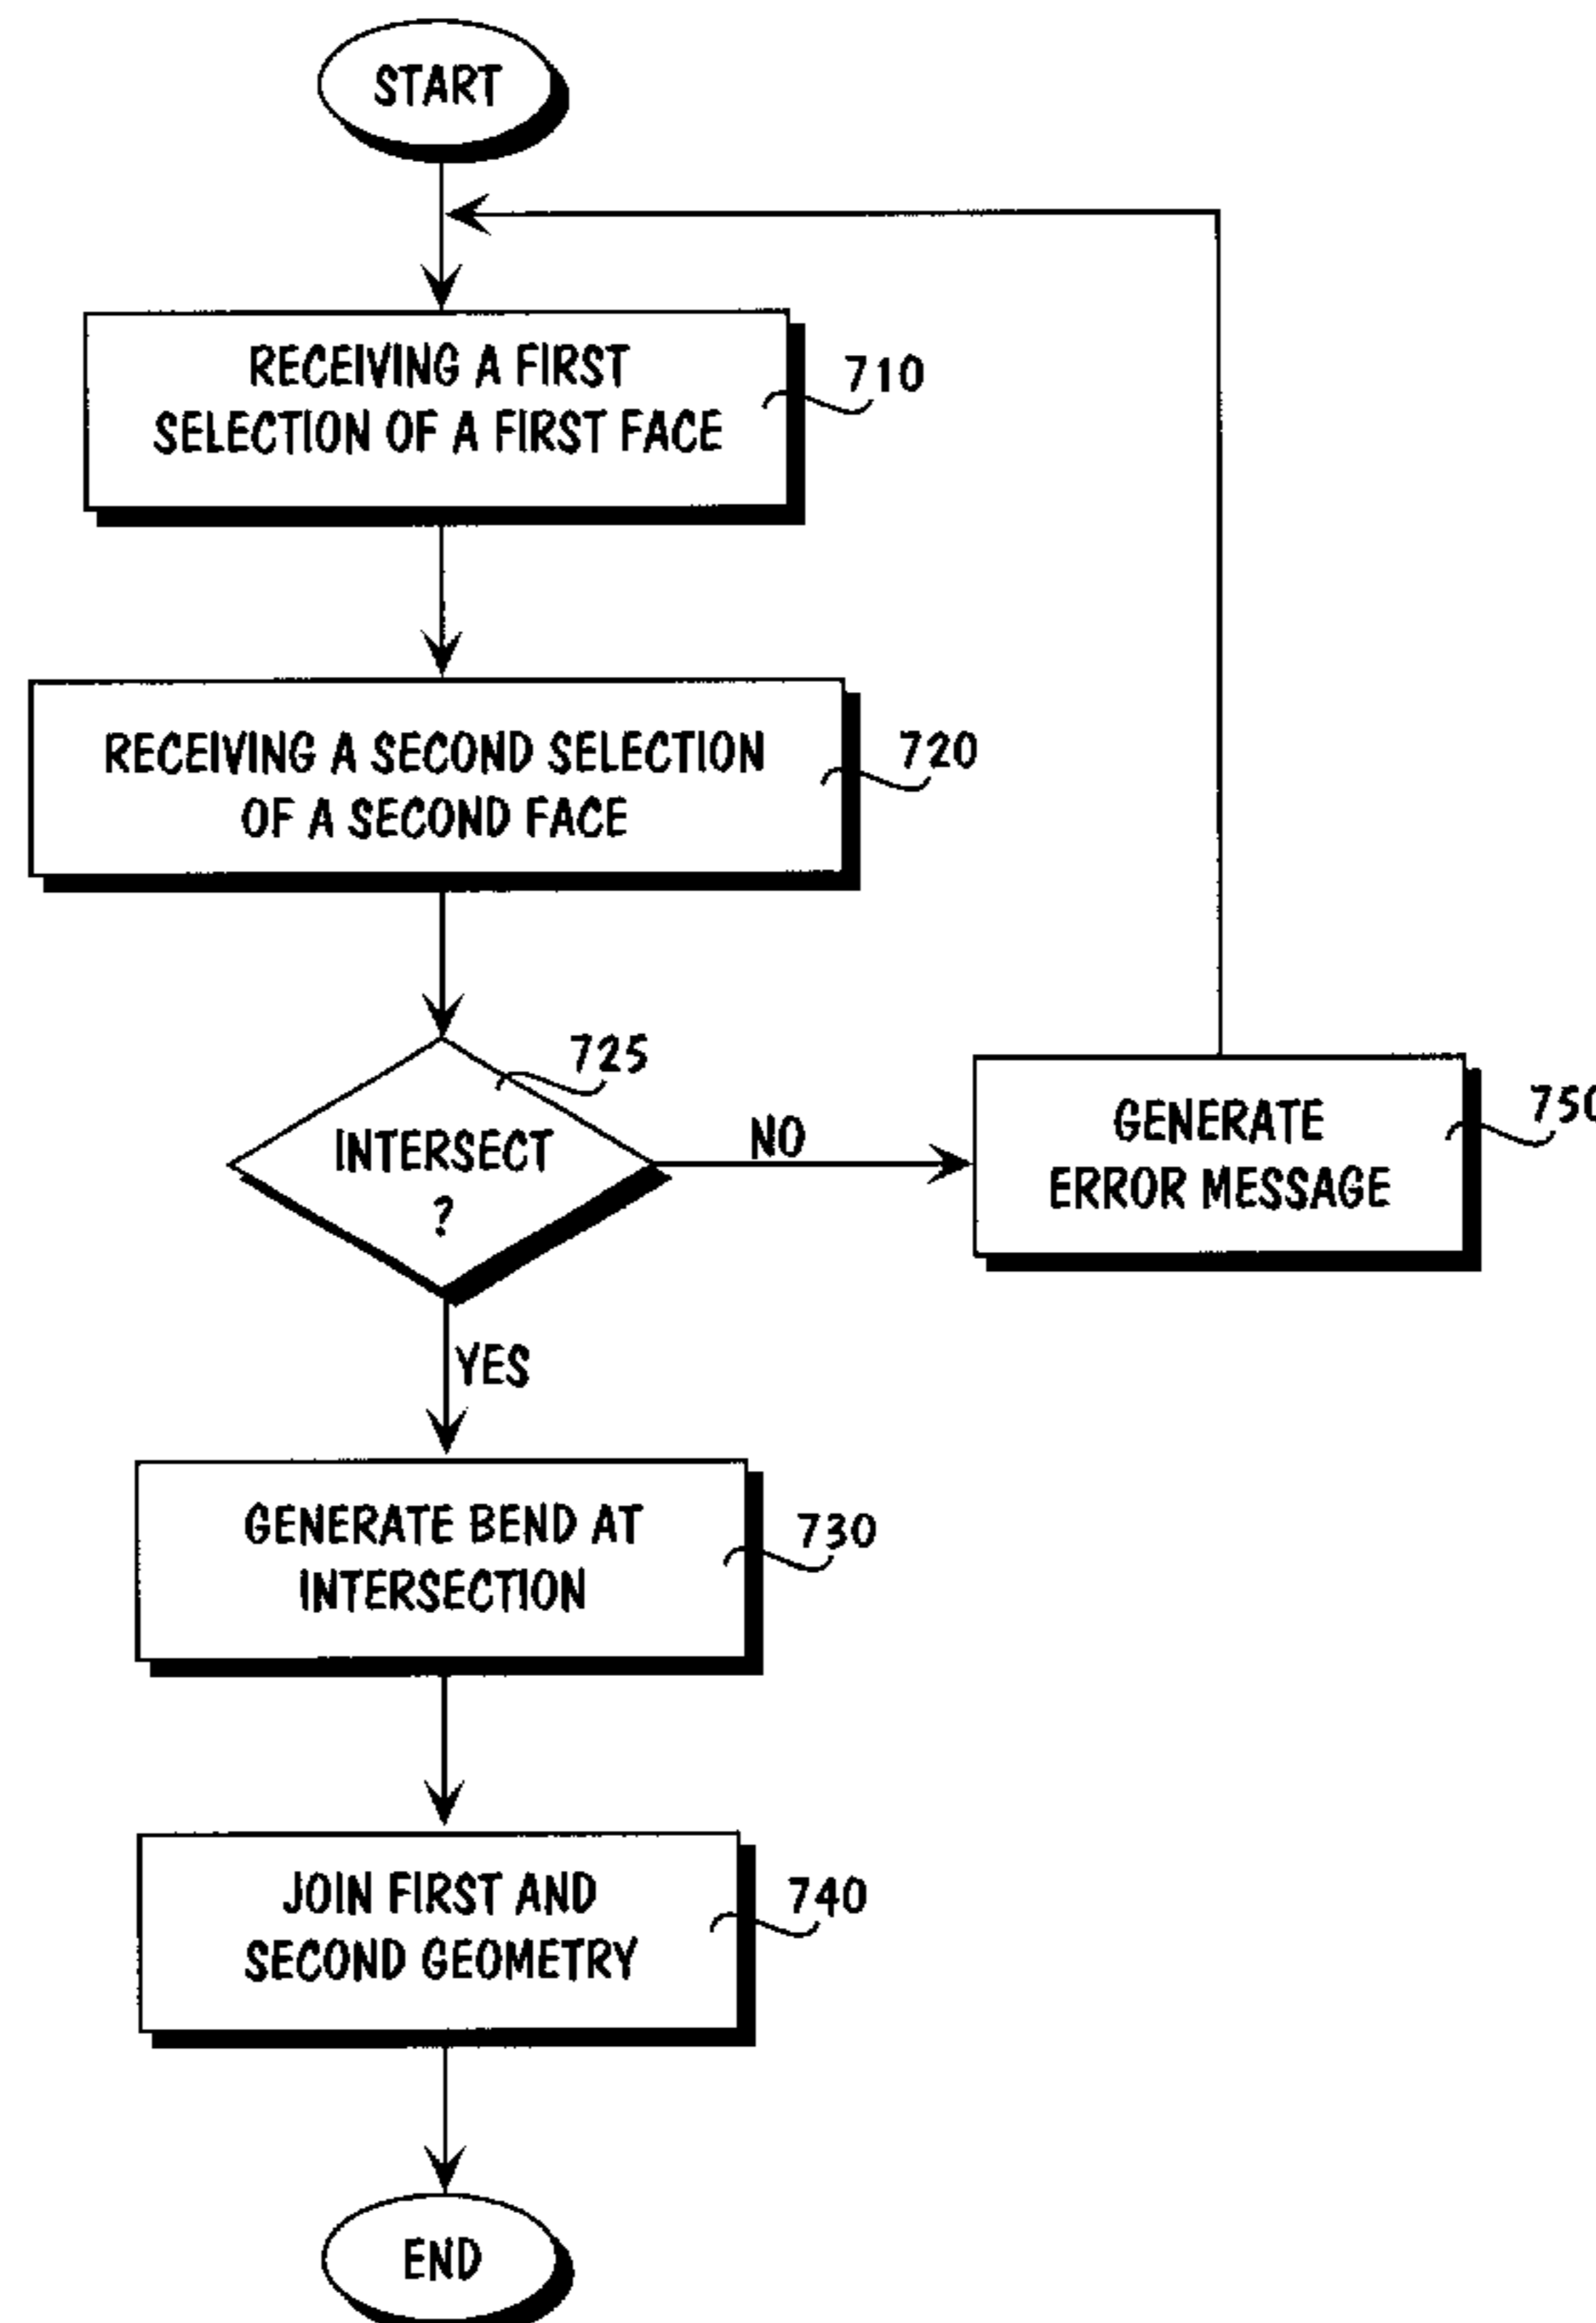 START
RECEIVING A FIRST
SELECTION OF A FIRST FACE
710
RECEIVING A SECOND SELECTION
OF A SECOND FACE
720
725
INTERSECT
?
NO
GENERATE
ERROR MESSAGE
750
YES
GENERATE BEND AT
INTERSECTION
730
JOIN FIRST AND
SECOND GEOMETRY
740
END